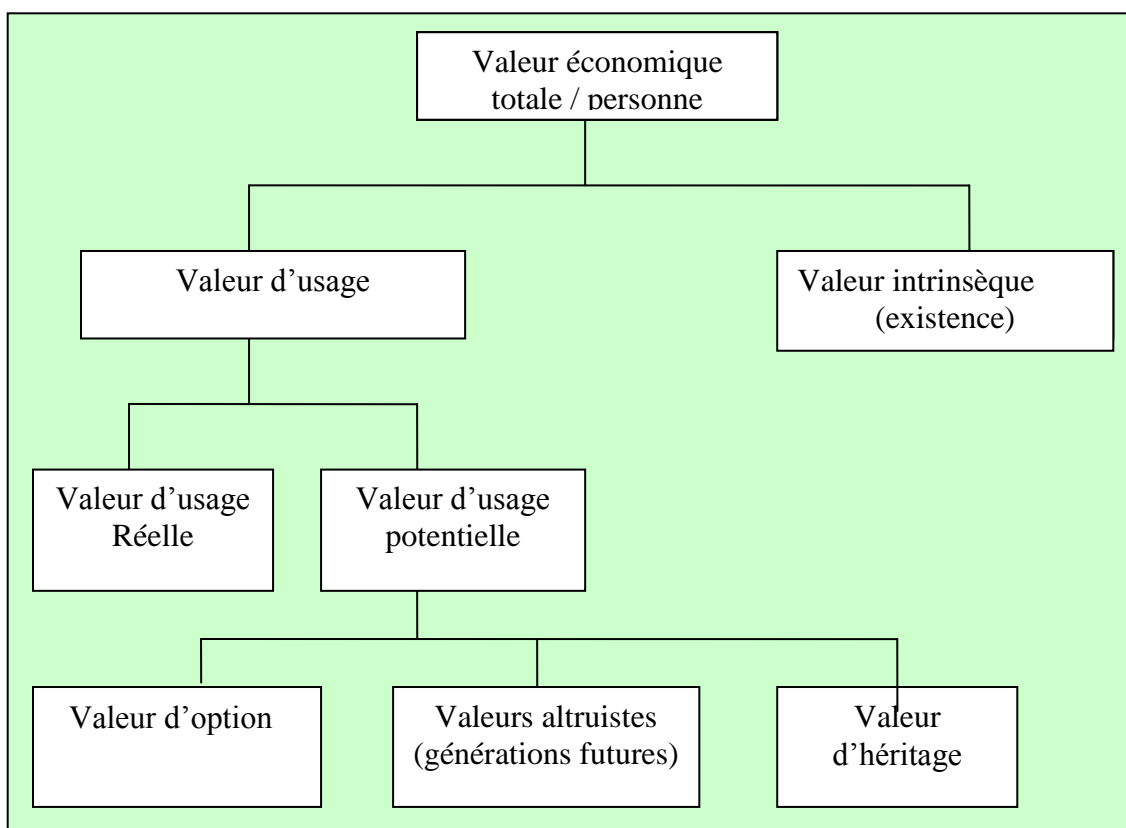 Valeur économique
totale / personne
Valeur d’usage
Valeur intrinsèque
(existence)
Valeur d’usage
Réelle
Valeur d’usage
potentielle
Valeur d’option
Valeurs altruistes
(générations futures)
Valeur
d’héritage